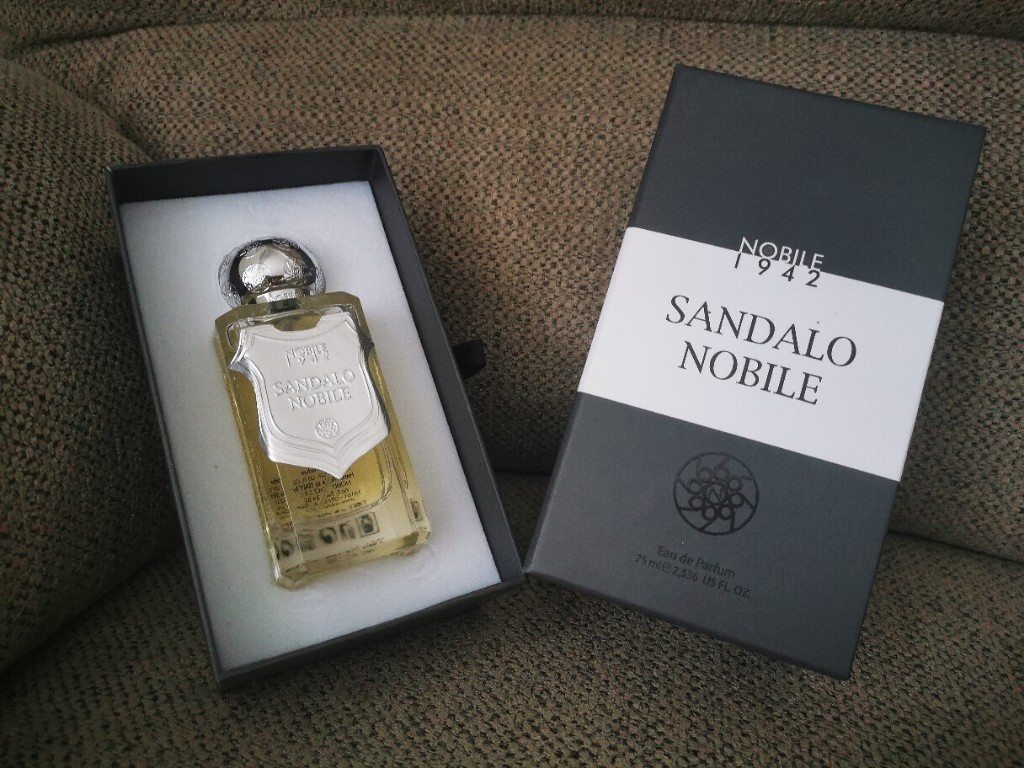 NOBILE
1942
SANDALO
NOBILE
NOBILE
1942
SANDALO
NOBILE
Eau de Parfum
75 ml ℮ 2,536 US FL. OZ.